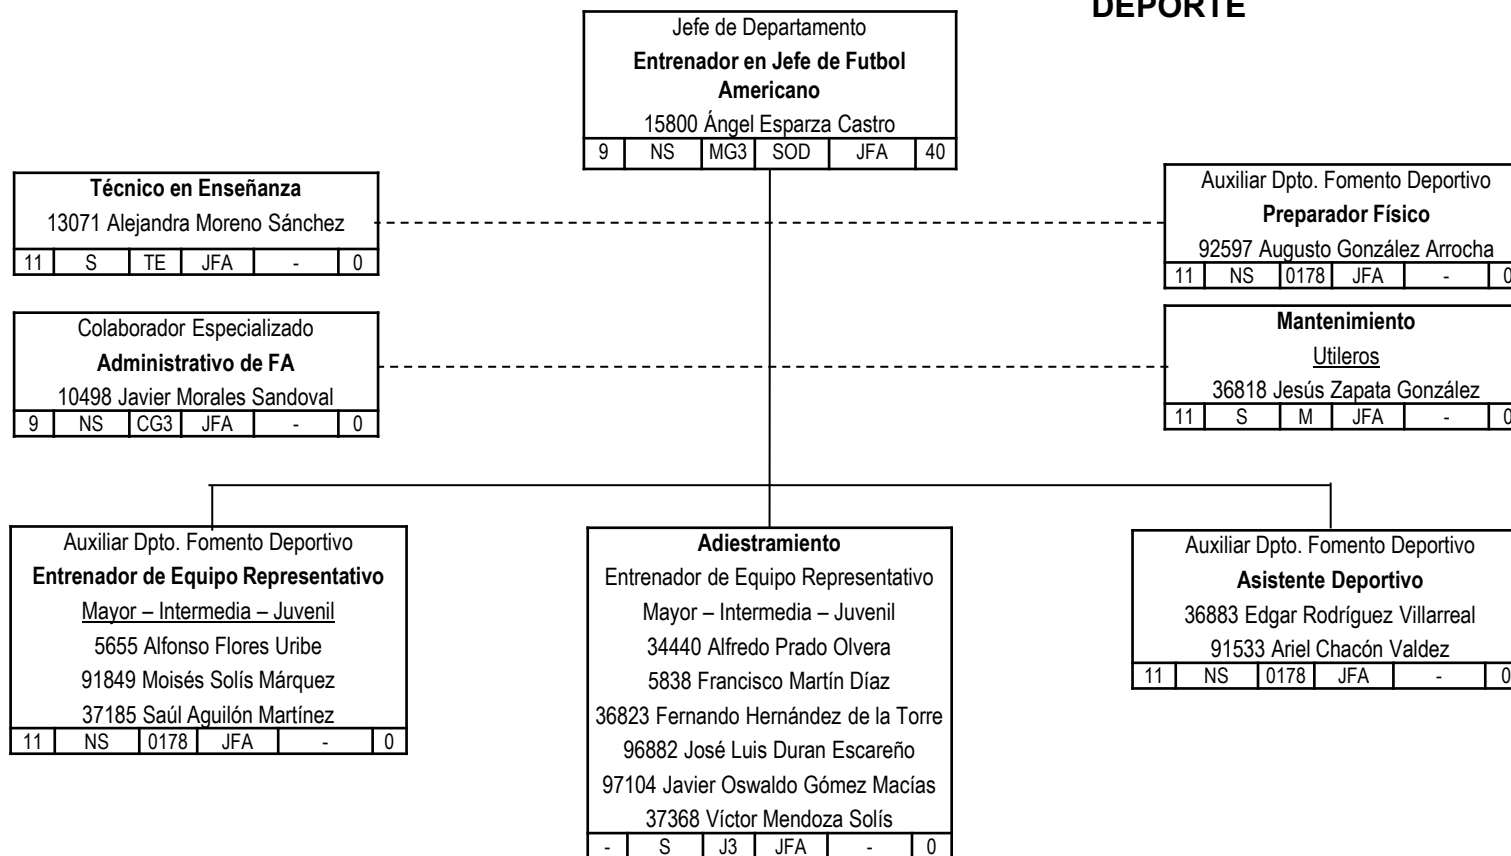 DEPORTE
Jefe de Departamento
Entrenador en Jefe de Futbol
Americano
15800 Ángel Esparza Castro
9 NS MG3 SOD JFA 40
Técnico en Enseñanza
13071 Alejandra Moreno Sánchez
11 S TE JFA - 0
Auxiliar Dpto. Fomento Deportivo
Preparador Físico
92597 Augusto González Arrocha
11 NS 0178 JFA - 0
Colaborador Especializado
Administrativo de FA
10498 Javier Morales Sandoval
9 NS CG3 JFA - 0
Mantenimiento
Utileros
36818 Jesús Zapata González
11 S M JFA - 0
Auxiliar Dpto. Fomento Deportivo
Entrenador de Equipo Representativo
Mayor – Intermedia – Juvenil
5655 Alfonso Flores Uribe
91849 Moisés Solís Márquez
37185 Saúl Aguilón Martínez
11 NS 0178 JFA - 0
Adiestramiento
Entrenador de Equipo Representativo
Mayor – Intermedia – Juvenil
34440 Alfredo Prado Olvera
5838 Francisco Martín Díaz
36823 Fernando Hernández de la Torre
96882 José Luis Duran Escareño
97104 Javier Oswaldo Gómez Macías
37368 Víctor Mendoza Solís
- S J3 JFA - 0
Auxiliar Dpto. Fomento Deportivo
Asistente Deportivo
36883 Edgar Rodríguez Villarreal
91533 Ariel Chacón Valdez
11 NS 0178 JFA - 0